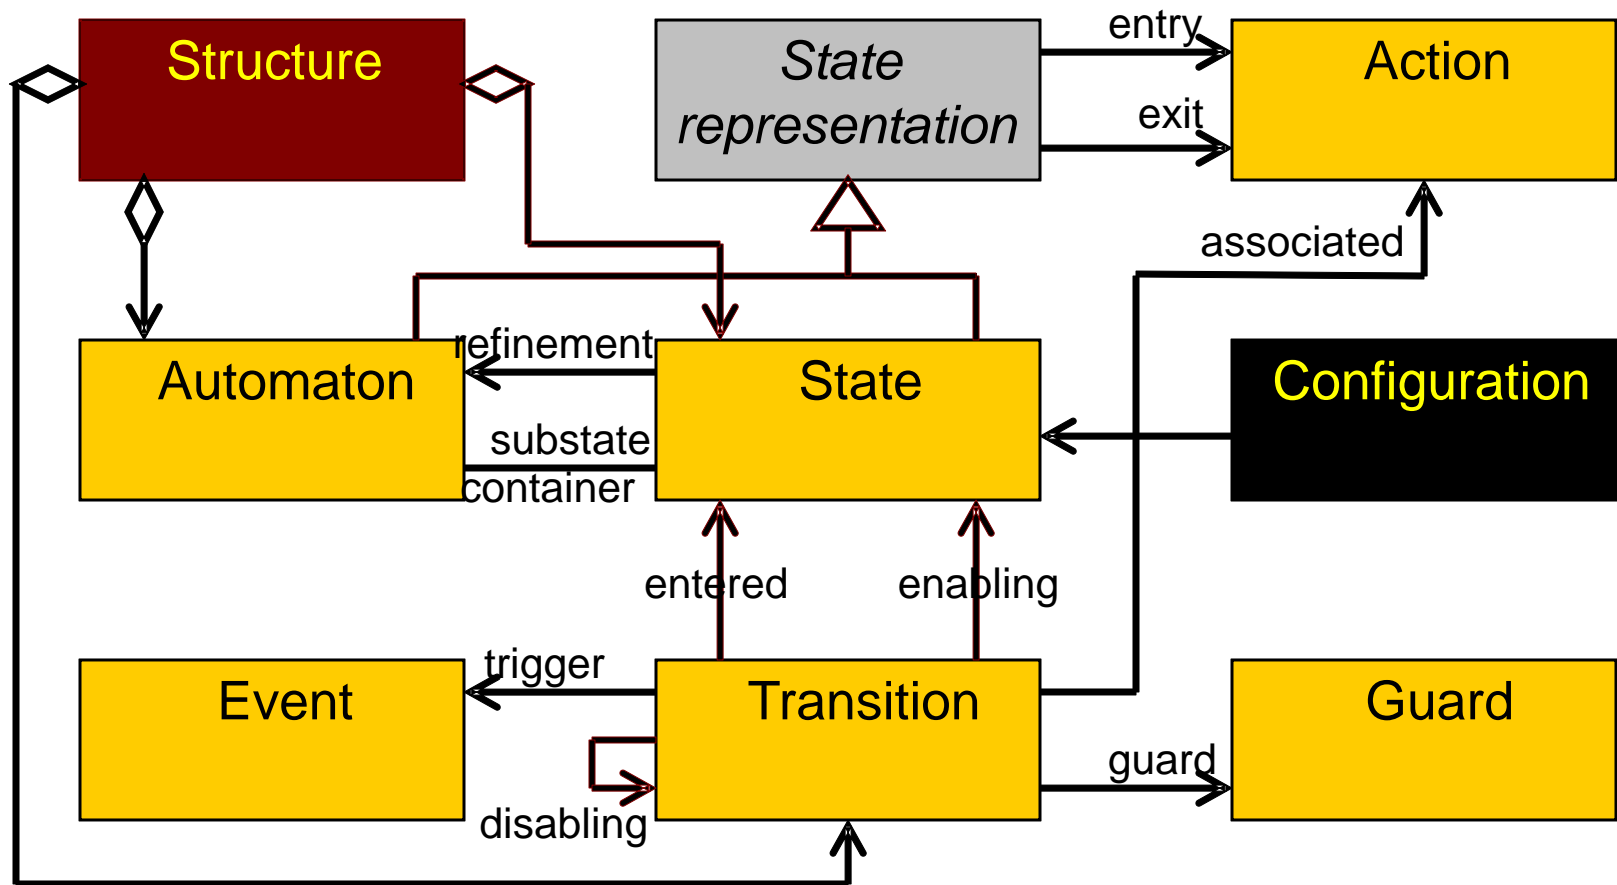 Structure
State
representation
entry
exit
Action
associated
Automaton
refinement
substate
container
State
Configuration
entered
enabling
Event
trigger
disabling
Transition
guard
Guard